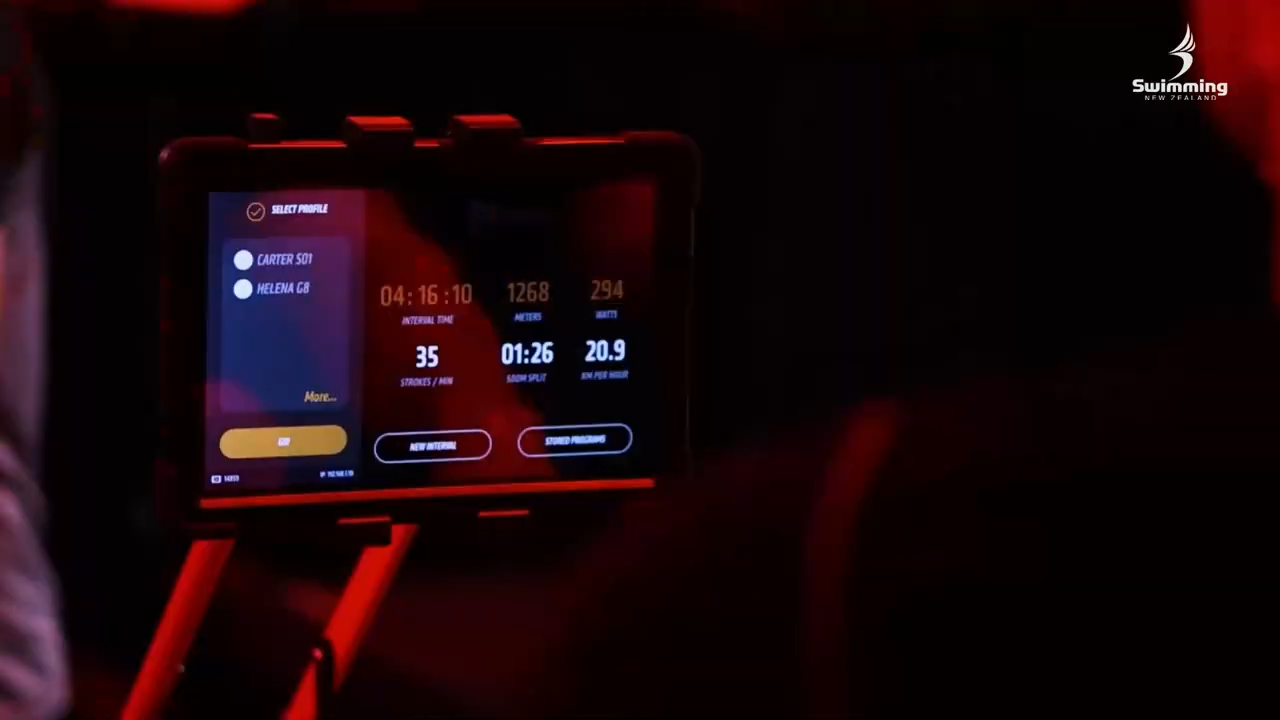 Swimming
NEW ZEALAND
SELECT PROFILE
CARTER S01
HELENA G8
More...
04:16:10
INTERVAL TIME
1268
METERS
294
WATTS
35
STROKES / MIN
01:26
500M SPLIT
20.9
KM PER HOUR
NEW INTERVAL
STORED PROGRAMS